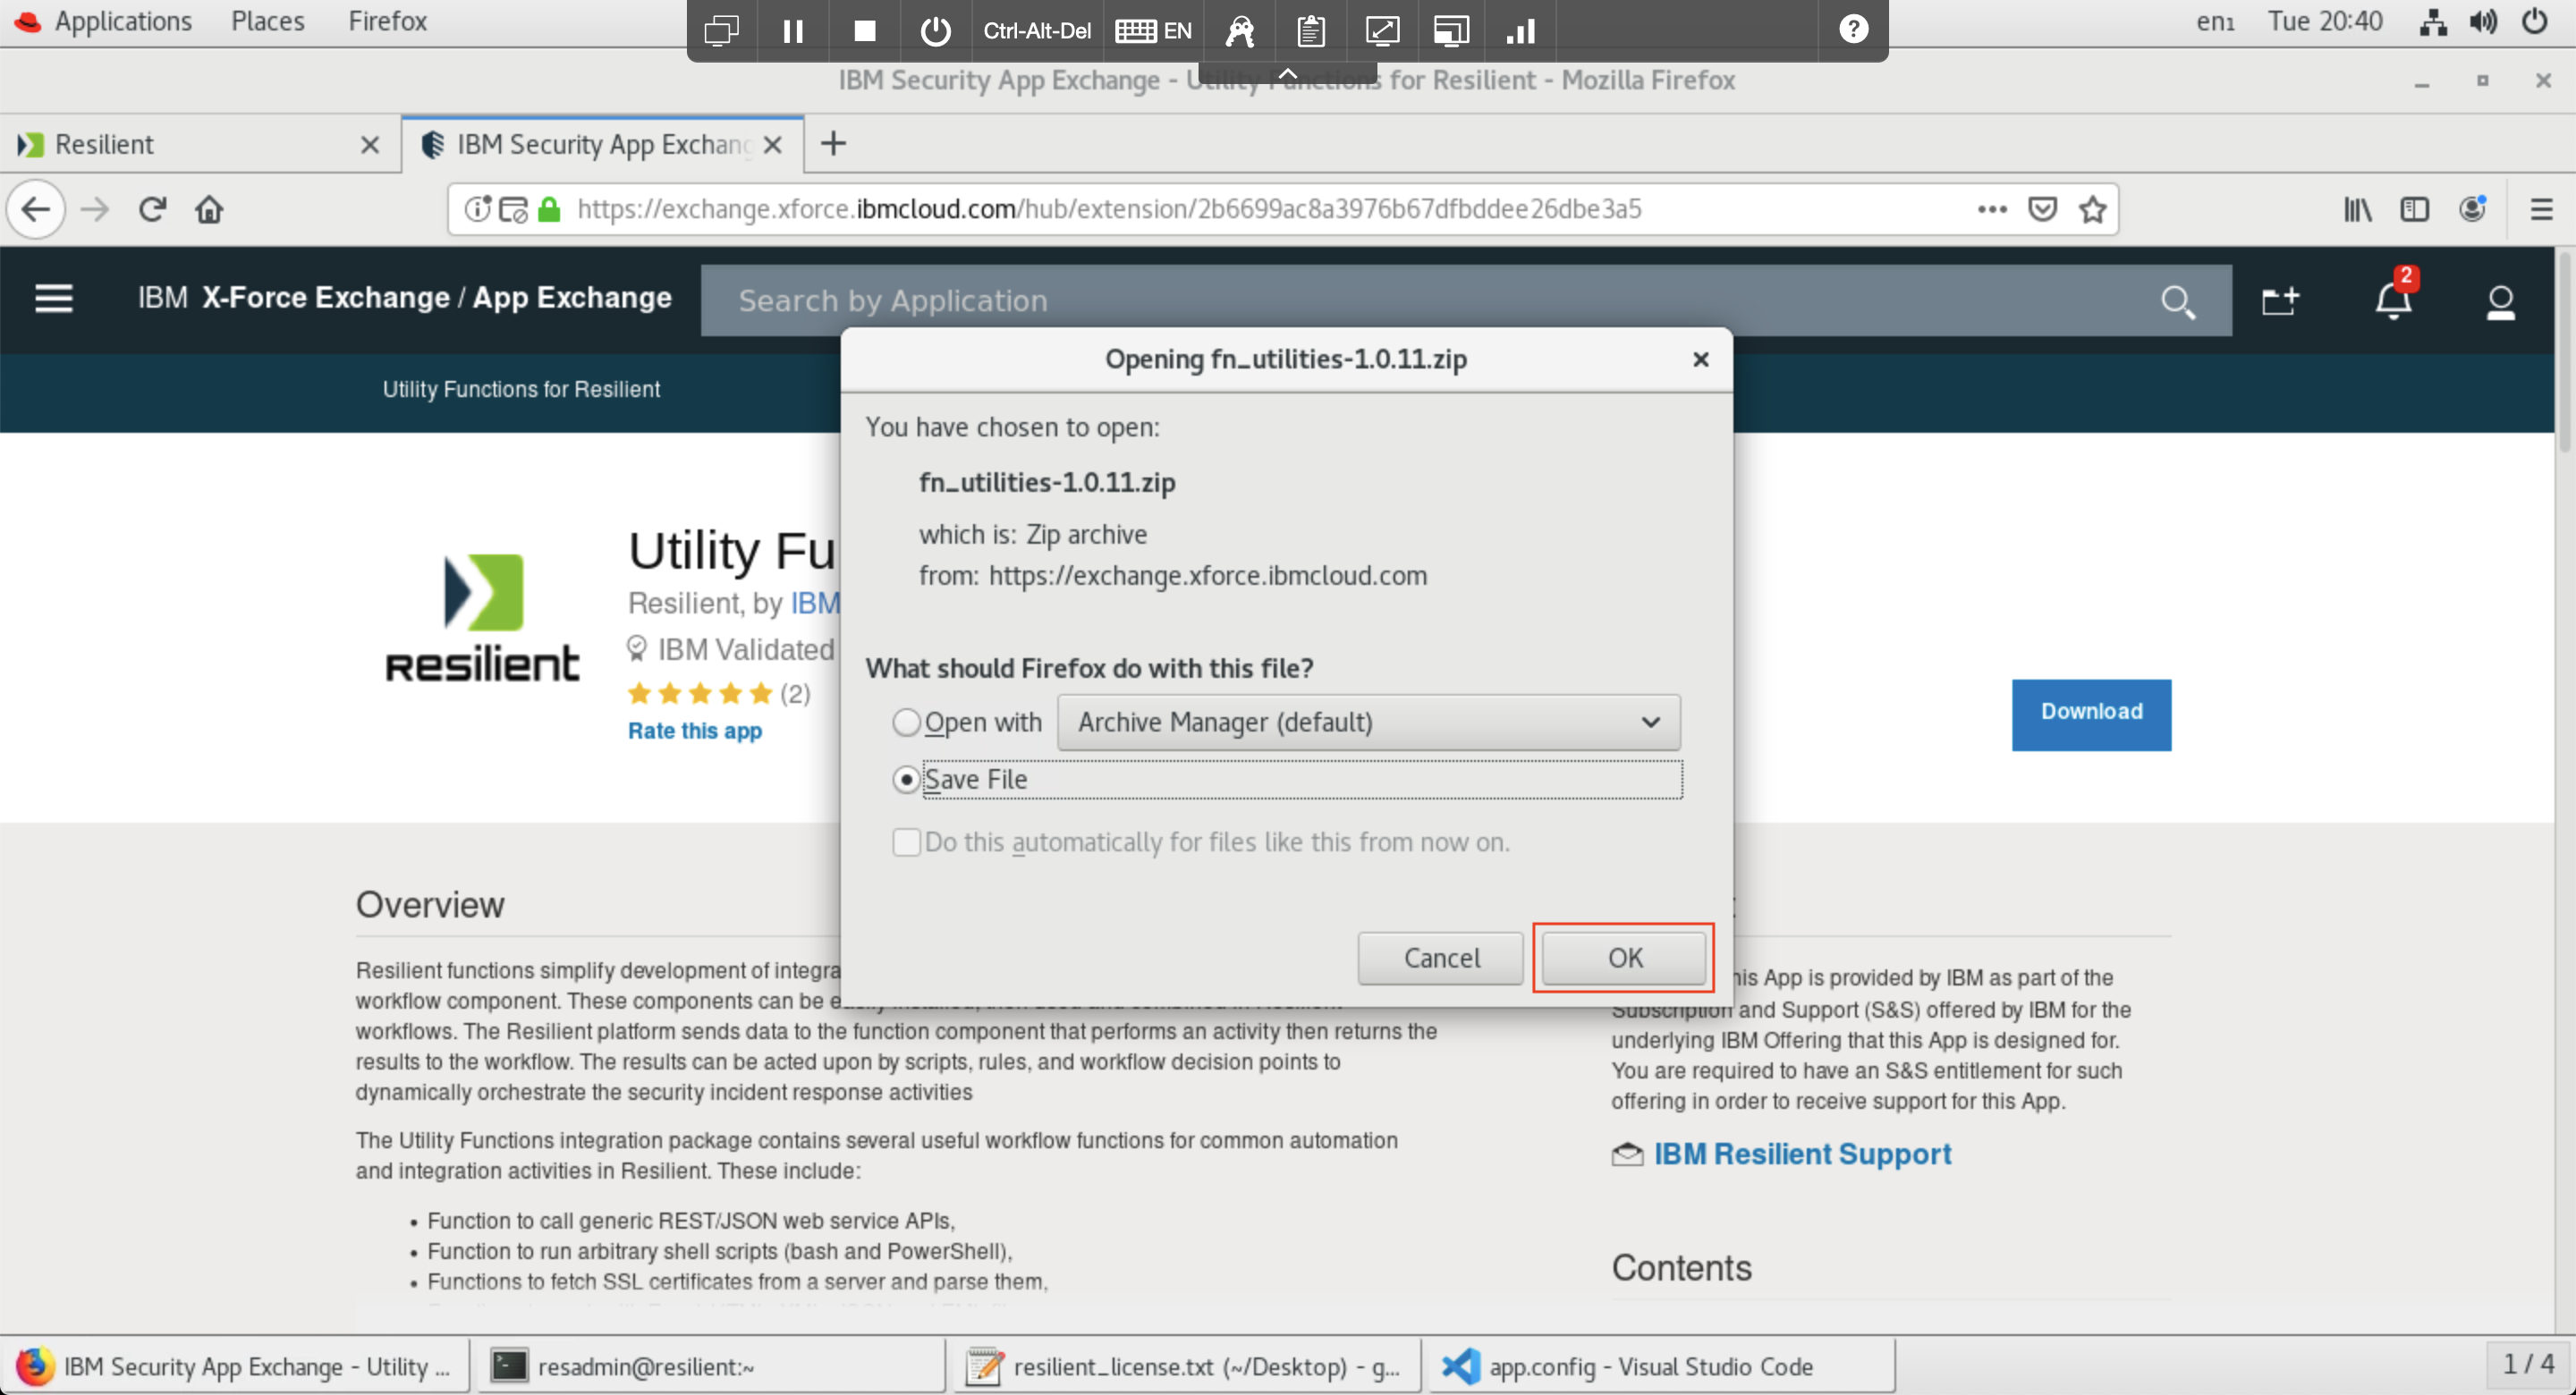 Applications Places Firefox
Ctrl-Alt-Del EN
en1 Tue 20:40
IBM Security App Exchange - Utility Functions for Resilient - Mozilla Firefox
Resilient
IBM Security App Exchang
https://exchange.xforce.ibmcloud.com/hub/extension/2b6699ac8a3976b67dfbddee26dbe3a5
IBM X-Force Exchange / App Exchange
Search by Application
2
Utility Functions for Resilient
Opening fn_utilities-1.0.11.zip
You have chosen to open:
fn_utilities-1.0.11.zip
which is: Zip archive
from: https://exchange.xforce.ibmcloud.com
What should Firefox do with this file?
Open with Archive Manager (default)
Save File
Do this automatically for files like this from now on.
Cancel OK
Resilient
Utility Fu
Resilient, by IBM
IBM Validated
(2)
Rate this app
Download
Overview
Resilient functions simplify development of integra
workflow component. These components can be easily installed, then used and combined in Resilient
workflows. The Resilient platform sends data to the function component that performs an activity then returns the
results to the workflow. The results can be acted upon by scripts, rules, and workflow decision points to
dynamically orchestrate the security incident response activities
The Utility Functions integration package contains several useful workflow functions for common automation
and integration activities in Resilient. These include:
• Function to call generic REST/JSON web service APIs,
• Function to run arbitrary shell scripts (bash and PowerShell),
• Functions to fetch SSL certificates from a server and parse them,
his App is provided by IBM as part of the
Subscription and Support (S&S) offered by IBM for the
underlying IBM Offering that this App is designed for.
You are required to have an S&S entitlement for such
offering in order to receive support for this App.
IBM Resilient Support
Contents
IBM Security App Exchange - Utility ...
resadmin@resilient:~
resilient_license.txt (~/Desktop) - g...
app.config - Visual Studio Code
1 / 4